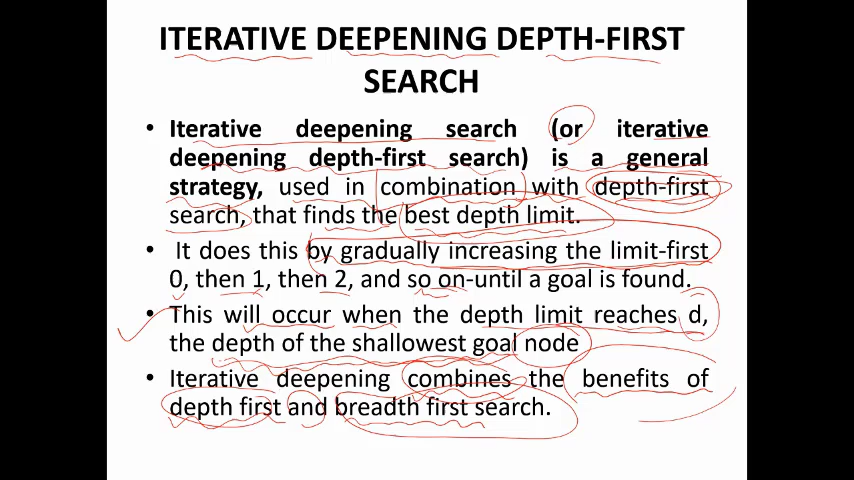 ITERATIVE DEEPENING DEPTH-FIRST
SEARCH
• Iterative deepening search (or iterative
deepening depth-first search) is a general
strategy, used in combination with depth-first
search, that finds the best depth limit.
• It does this by gradually increasing the limit-first
0, then 1, then 2, and so on-until a goal is found.
• This will occur when the depth limit reaches d,
the depth of the shallowest goal node
• Iterative deepening combines the benefits of
depth first and breadth first search.